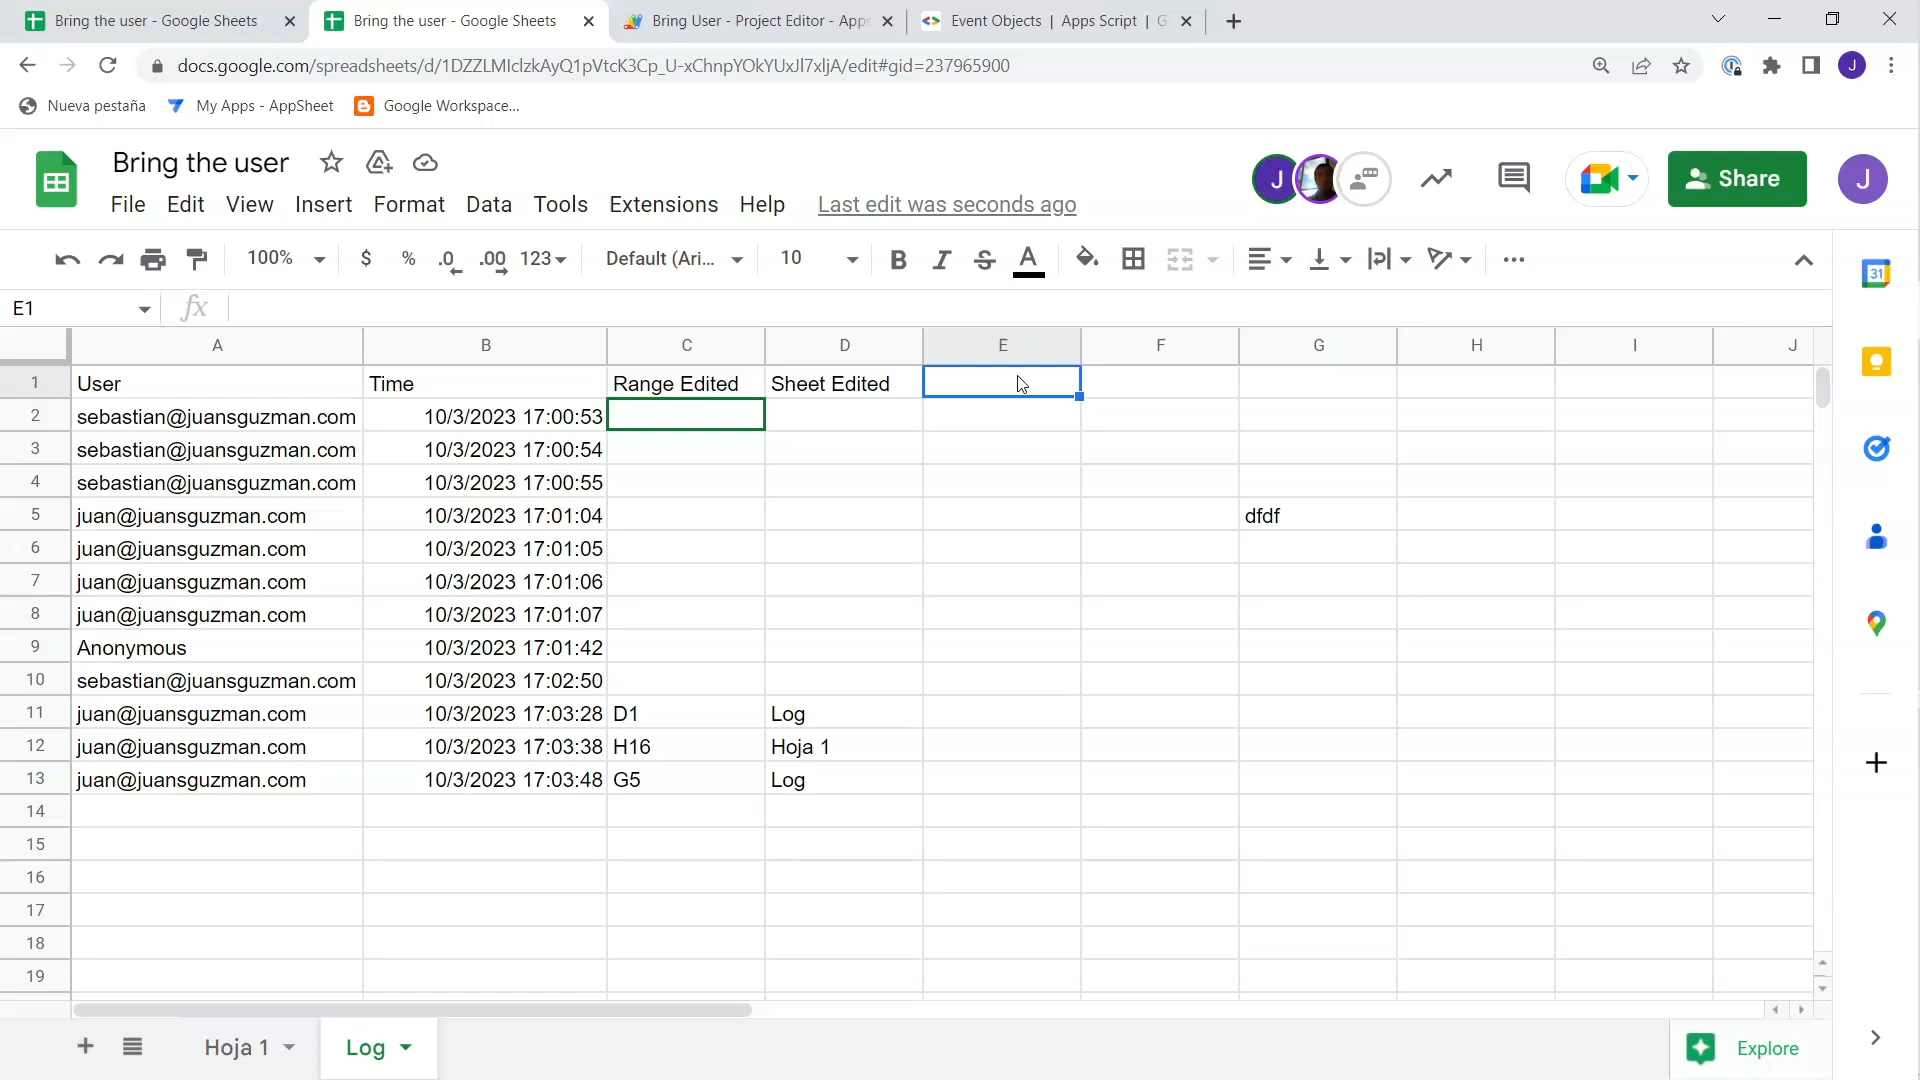 Bring the user - Google Sheets
Bring the user - Google Sheets
Bring User - Project Editor - Apps
Event Objects | Apps Script | G
docs.google.com/spreadsheets/d/1DZZLMIclzkAyQ1pVtcK3Cp_U-xChnpYOkYUxJl7xljA/edit#gid=237965900
J
Nueva pestaña
My Apps - AppSheet
Google Workspace...
Bring the user
J
Share
J
File Edit View Insert Format Data Tools Extensions Help Last edit was seconds ago
100% $ % .0 .00 123 Default (Ari... 10 B I S A
31
E1 fx
A B C D E F G H I J
1 User Time Range Edited Sheet Edited
2 sebastian@juansguzman.com 10/3/2023 17:00:53
3 sebastian@juansguzman.com 10/3/2023 17:00:54
4 sebastian@juansguzman.com 10/3/2023 17:00:55
5 juan@juansguzman.com 10/3/2023 17:01:04 dfdf
6 juan@juansguzman.com 10/3/2023 17:01:05
7 juan@juansguzman.com 10/3/2023 17:01:06
8 juan@juansguzman.com 10/3/2023 17:01:07
9 Anonymous 10/3/2023 17:01:42
10 sebastian@juansguzman.com 10/3/2023 17:02:50
11 juan@juansguzman.com 10/3/2023 17:03:28 D1 Log
12 juan@juansguzman.com 10/3/2023 17:03:38 H16 Hoja 1
13 juan@juansguzman.com 10/3/2023 17:03:48 G5 Log
14
15
16
17
18
19
Hoja 1 Log Explore